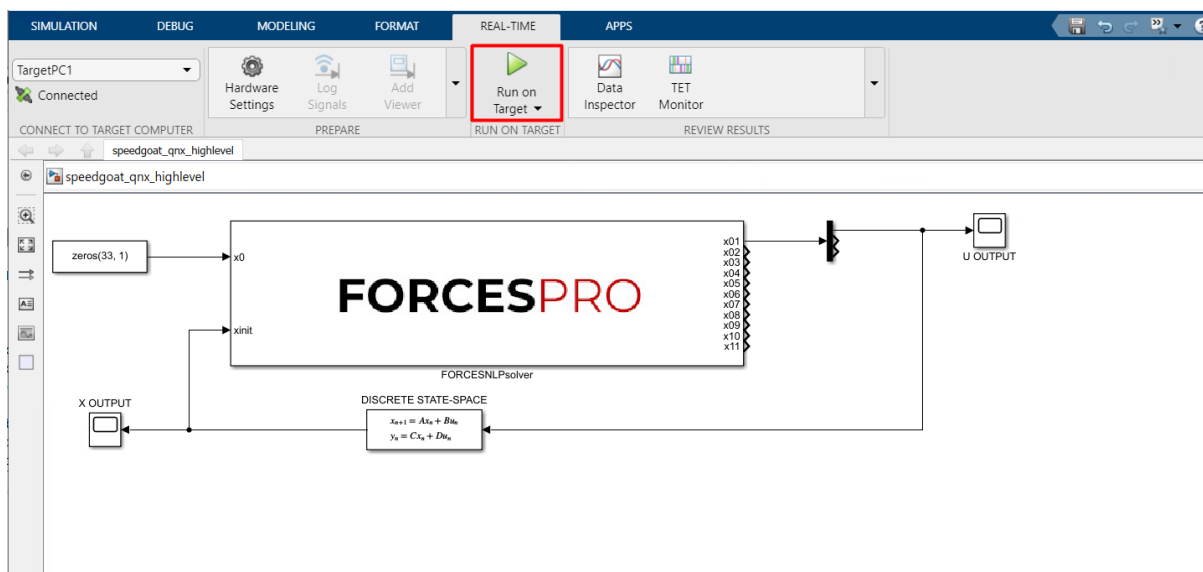 SIMULATION DEBUG MODELING FORMAT REAL-TIME APPS
TargetPC1
Connected
Hardware
Settings
Log
Signals
Add
Viewer
Run on
Target
Data
Inspector
TET
Monitor
CONNECT TO TARGET COMPUTER PREPARE RUN ON TARGET REVIEW RESULTS
speedgoat_qnx_highlevel
speedgoat_qnx_highlevel
zeros(33, 1)
x0
xinit
FORCESPRO
x01
x02
x03
x04
x05
x06
x07
x08
x09
x10
x11
U OUTPUT
FORCESNLPsolver
X OUTPUT
DISCRETE STATE-SPACE
xn+1 = Axn + Bun
yn = Cxn + Dun